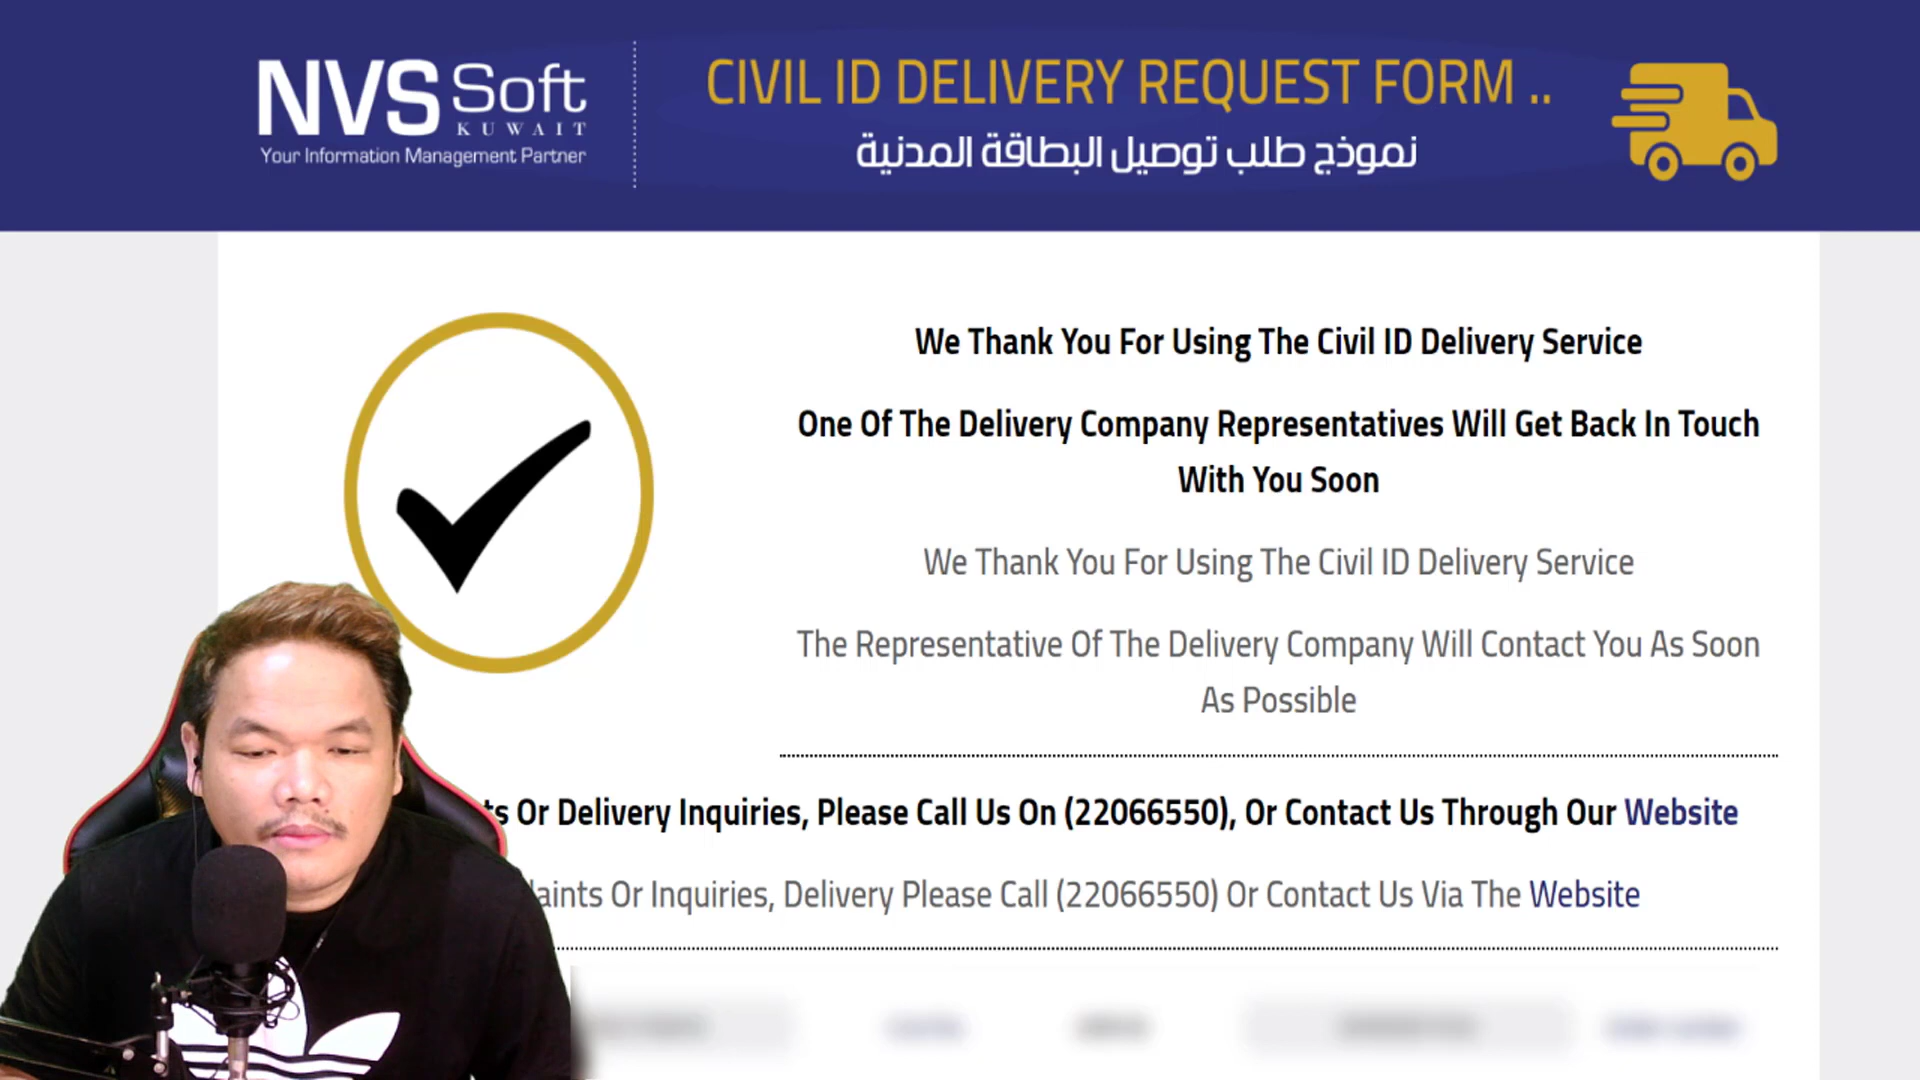 NVS Soft
KUWAIT
Your Information Management Partner
CIVIL ID DELIVERY REQUEST FORM ..
نموذج طلب توصيل البطاقة المدنية
We Thank You For Using The Civil ID Delivery Service
One Of The Delivery Company Representatives Will Get Back In Touch
With You Soon
We Thank You For Using The Civil ID Delivery Service
The Representative Of The Delivery Company Will Contact You As Soon
As Possible
Or Delivery Inquiries, Please Call Us On (22066550), Or Contact Us Through Our Website
Or Inquiries, Delivery Please Call (22066550) Or Contact Us Via The Website